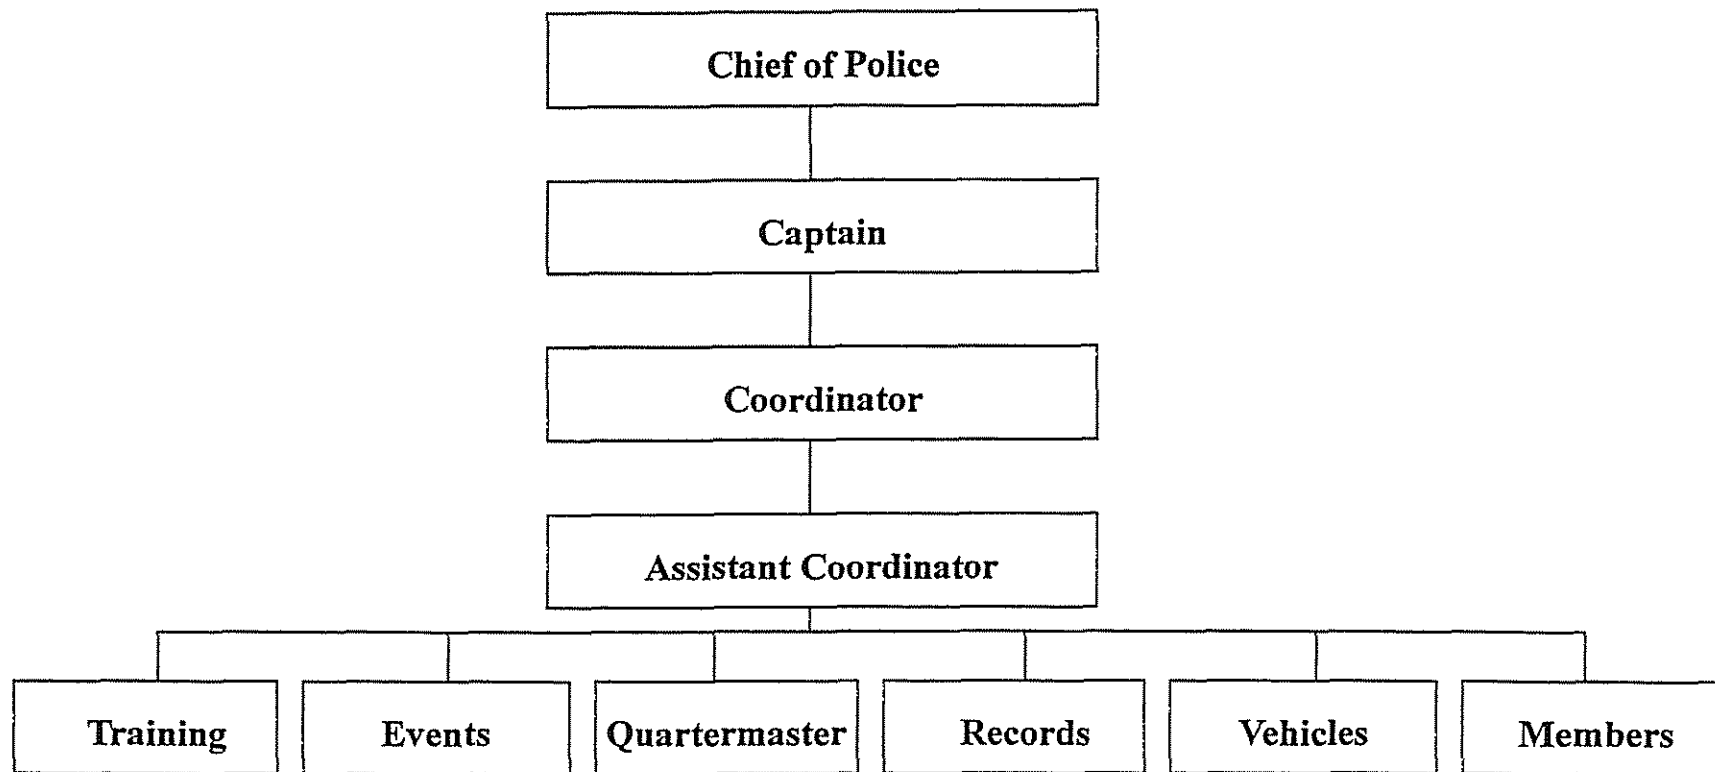 Chief of Police
Captain
Coordinator
Assistant Coordinator
Training
Events
Quartermaster
Records
Vehicles
Members